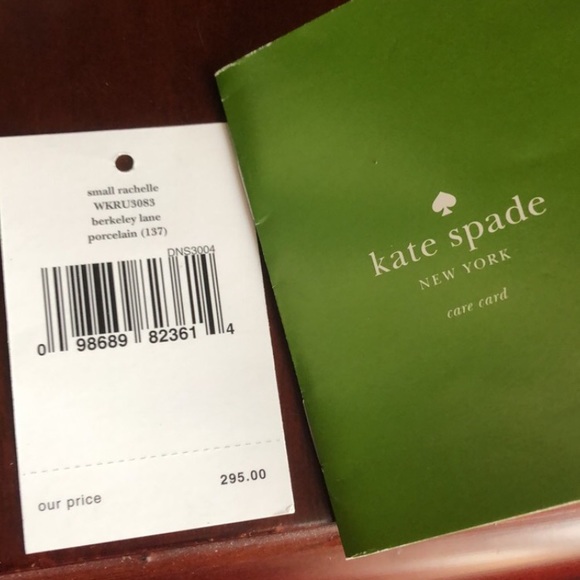 small rachelle
WKRU3083
berkeley lane
porcelain (137)
DNS3004
0 98689 82361 4
our price 295.00
kate spade
NEW YORK
care card